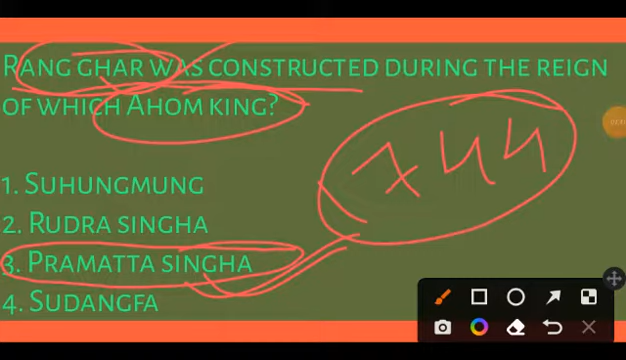 Rang ghar was constructed during the reign
of which Ahom king?
744
1. Suhungmung
2. Rudra singha
3. Pramatta singha
4. Sudangfa